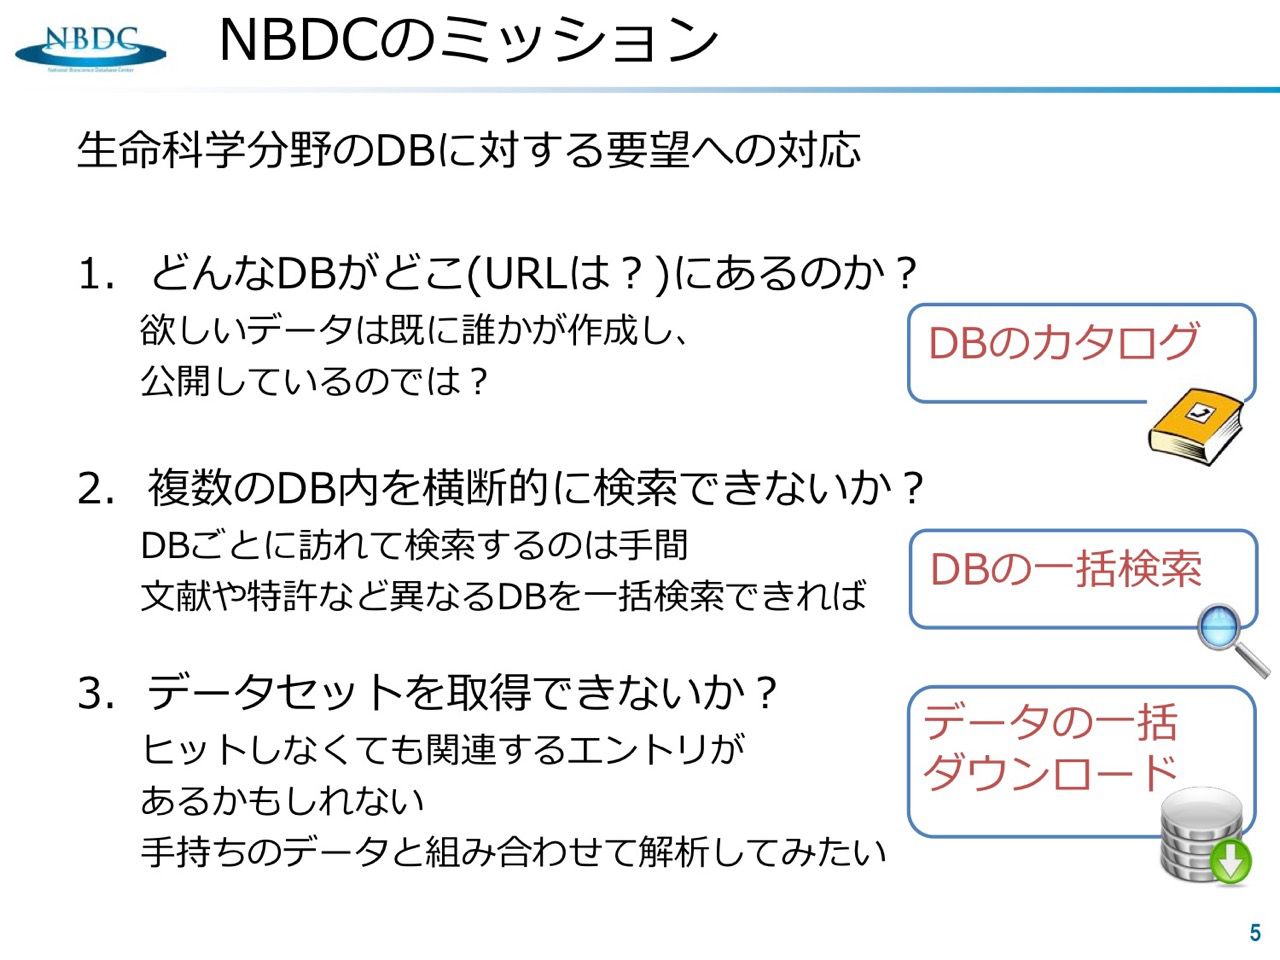 NBDC
National Bioscience Database Center
NBDCのミッション
生命科学分野のDBに対する要望への対応
1. どんなDBがどこ(URLは？)にあるのか？
欲しいデータは既に誰かが作成し、
公開しているのでは？
DBのカタログ
2. 複数のDB内を横断的に検索できないか？
DBごとに訪れて検索するのは手間
文献や特許など異なるDBを一括検索できれば
DBの一括検索
3. データセットを取得できないか？
ヒットしなくても関連するエントリが
あるかもしれない
手持ちのデータと組み合わせて解析してみたい
データの一括
ダウンロード
5